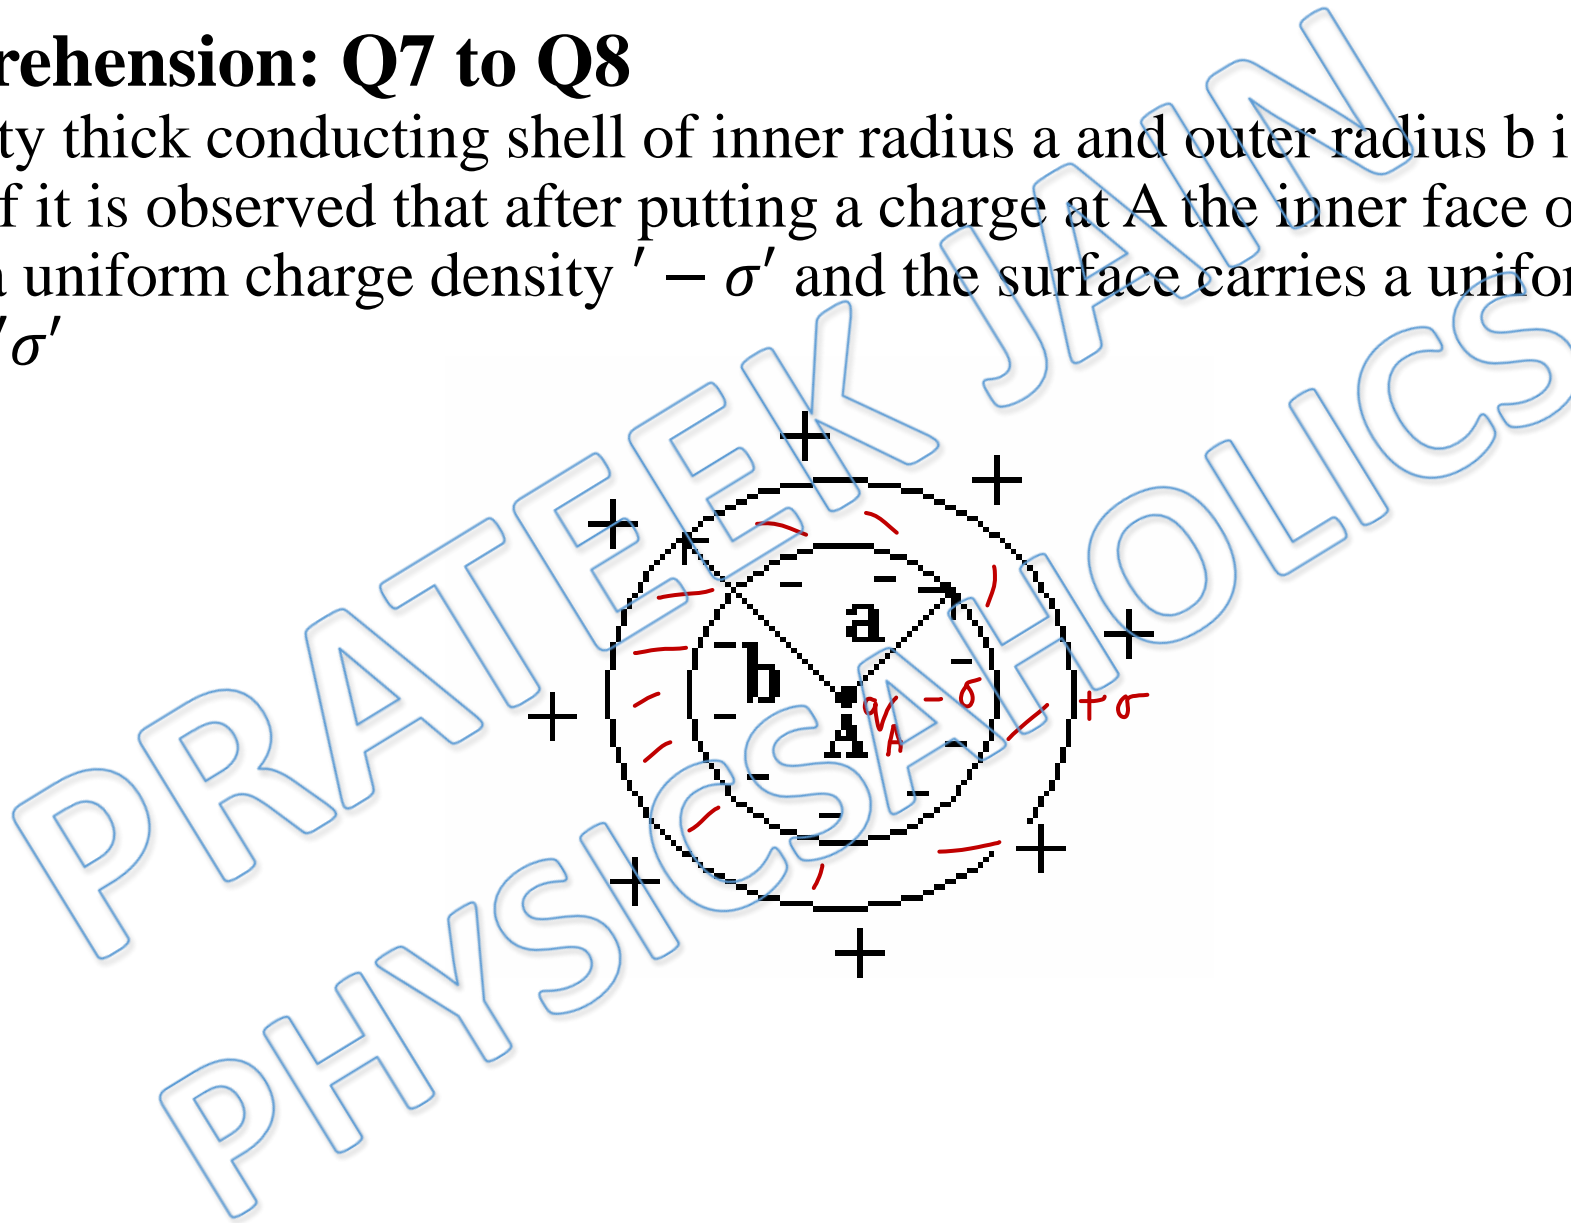 rehension: Q7 to Q8
ty thick conducting shell of inner radius a and outer radius b i
f it is observed that after putting a charge at A the inner face o
a uniform charge density ′ − σ′ and the surface carries a unifor
′σ′
a
b
q_A − σ
+ σ
A
PRATEEK JAIN
PHYSICSAHOLICS